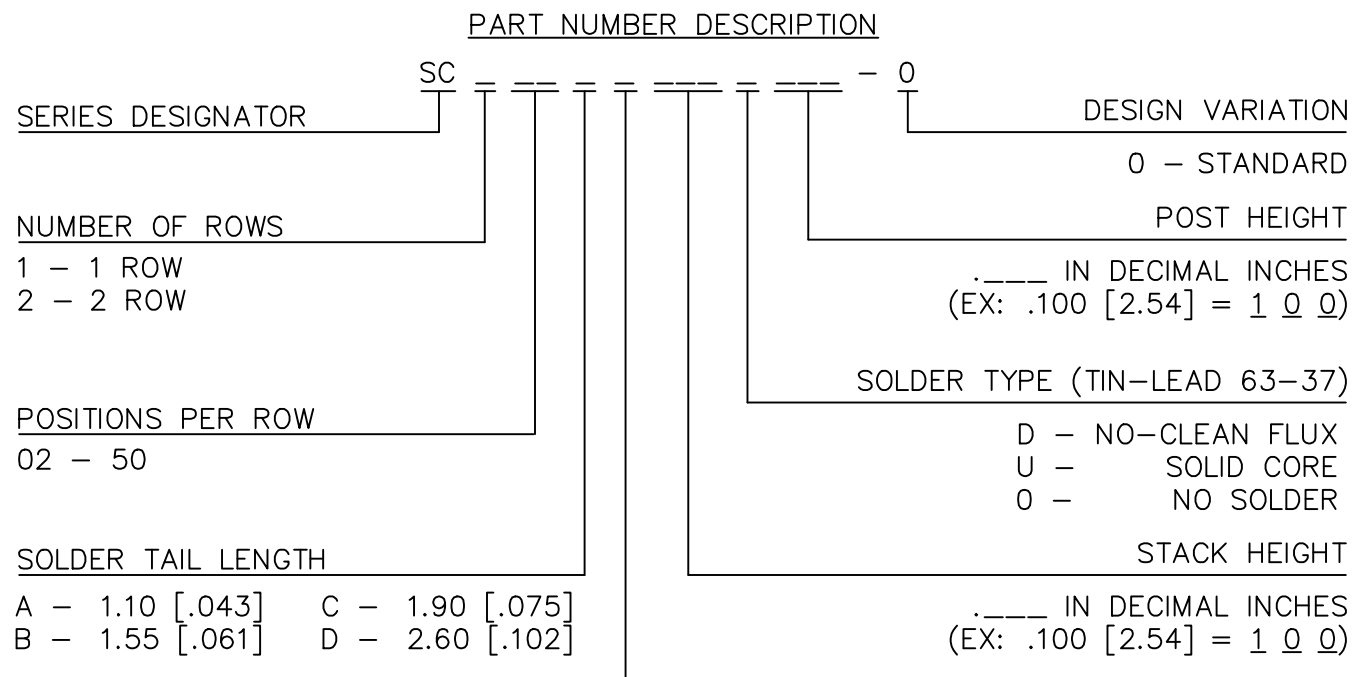 PART NUMBER DESCRIPTION
SC _ __ _ _ ___ _ ___ - 0
SERIES DESIGNATOR
NUMBER OF ROWS
1 - 1 ROW
2 - 2 ROW
POSITIONS PER ROW
02 - 50
SOLDER TAIL LENGTH
A - 1.10 [.043] C - 1.90 [.075]
B - 1.55 [.061] D - 2.60 [.102]
DESIGN VARIATION
0 - STANDARD
POST HEIGHT
.___ IN DECIMAL INCHES
(EX: .100 [2.54] = 1 0 0)
SOLDER TYPE (TIN-LEAD 63-37)
D - NO-CLEAN FLUX
U - SOLID CORE
0 - NO SOLDER
STACK HEIGHT
.___ IN DECIMAL INCHES
(EX: .100 [2.54] = 1 0 0)